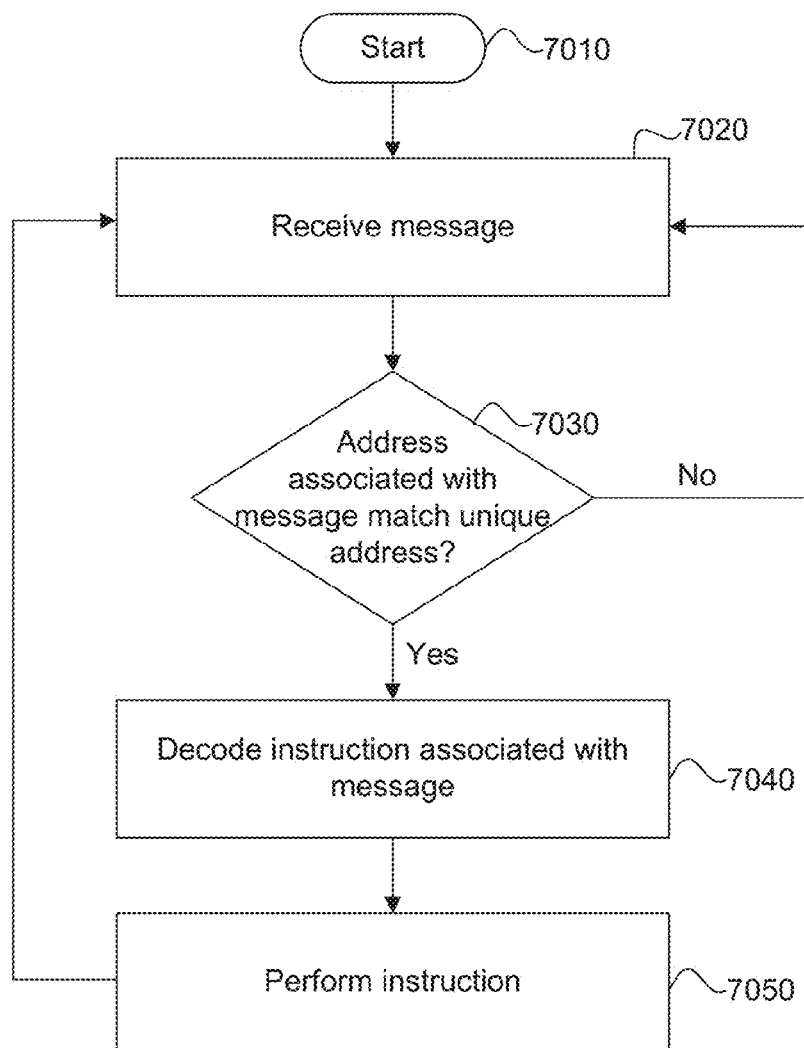 Start
7010
7020
Receive message
7030
Address
associated with
message match unique
address?
No
Yes
Decode instruction associated with
message
7040
Perform instruction
7050